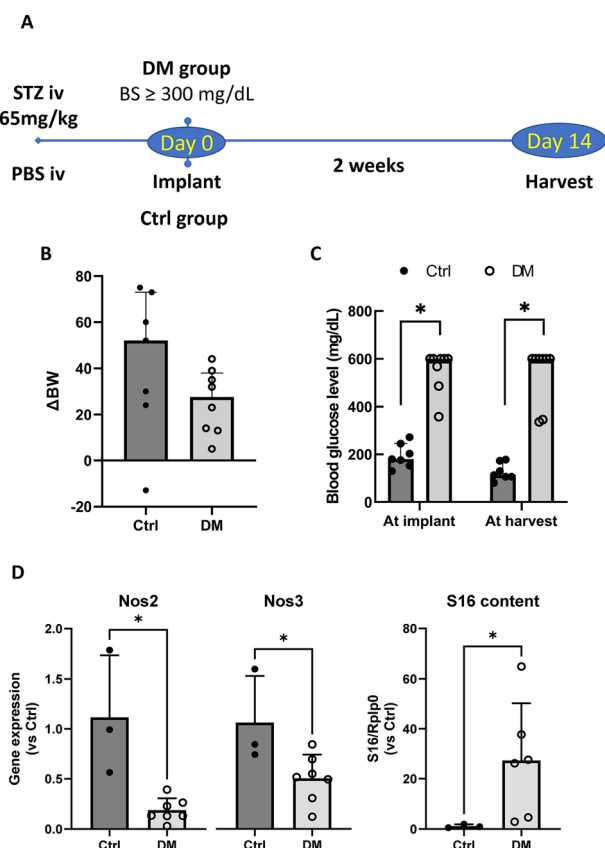 A
DM group
STZ iv
BS ≥ 300 mg/dL
65mg/kg
Day 0
Day 14
2 weeks
PBS iv
Implant
Harvest
Ctrl group
B
80
60
40
20
0
-20
ΔBW
Ctrl
DM
C
Ctrl
DM
Blood glucose level (mg/dL)
800
600
400
200
0
*
*
At implant
At harvest
D
Nos2
Gene expression
(vs Ctrl)
2.0
1.5
1.0
0.5
0.0
*
Ctrl
DM
Nos3
*
Ctrl
DM
S16 content
S16/Rplp0
(vs Ctrl)
80
60
40
20
0
*
Ctrl
DM